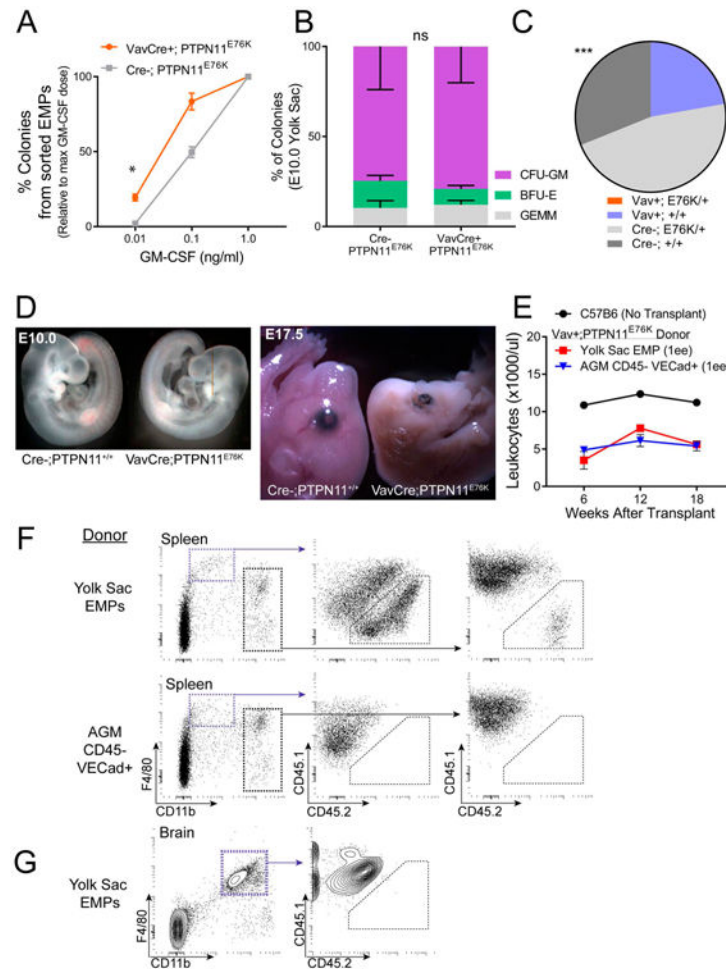 A
VavCre+; PTPN11E76K
Cre-; PTPN11E76K
% Colonies
from sorted EMPs
(Relative to max GM-CSF dose)
100
50
0
*
0.01
0.1
1.0
GM-CSF (ng/ml)
B
ns
% of Colonies
(E10.0 Yolk Sac)
100
50
0
Cre-
PTPN11E76K
VavCre+
PTPN11E76K
CFU-GM
BFU-E
GEMM
C
***
Vav+; E76K/+
Vav+; +/+
Cre-; E76K/+
Cre-; +/+
D
E10.0
Cre-;PTPN11+/+
VavCre;PTPN11E76K
E17.5
Cre-;PTPN11+/+
VavCre;PTPN11E76K
E
C57B6 (No Transplant)
Vav+;PTPN11E76K Donor
Yolk Sac EMP (1ee)
AGM CD45- VECad+ (1ee
Leukocytes (x1000/ul)
20
15
10
5
0
6
12
18
Weeks After Transplant
F
Donor
Yolk Sac
EMPs
Spleen
AGM
CD45-
VECad+
Spleen
F4/80
CD11b
CD45.1
CD45.2
CD45.1
CD45.2
G
Yolk Sac
EMPs
Brain
F4/80
CD11b
CD45.1
CD45.2